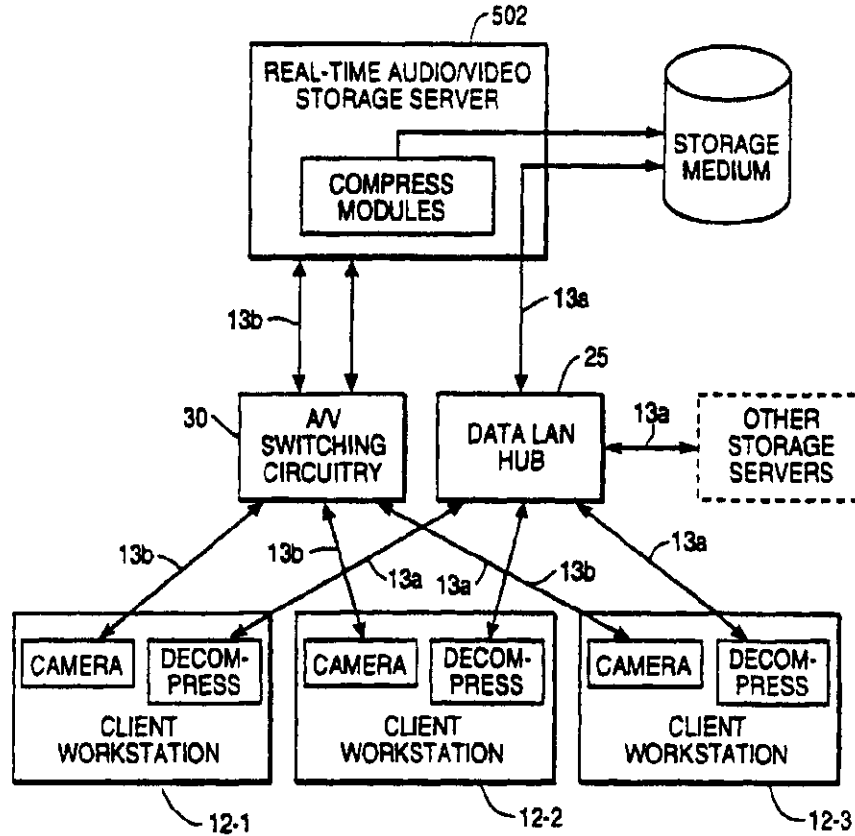 502
REAL-TIME AUDIO/VIDEO
STORAGE SERVER
COMPRESS
MODULES
STORAGE
MEDIUM
13b
13a
25
30
A/V
SWITCHING
CIRCUITRY
DATA LAN
HUB
13a
OTHER
STORAGE
SERVERS
13b
13b
13a
13a
13b
13a
CAMERA
DECOM-
PRESS
CLIENT
WORKSTATION
CAMERA
DECOM-
PRESS
CLIENT
WORKSTATION
CAMERA
DECOM-
PRESS
CLIENT
WORKSTATION
12-1
12-2
12-3